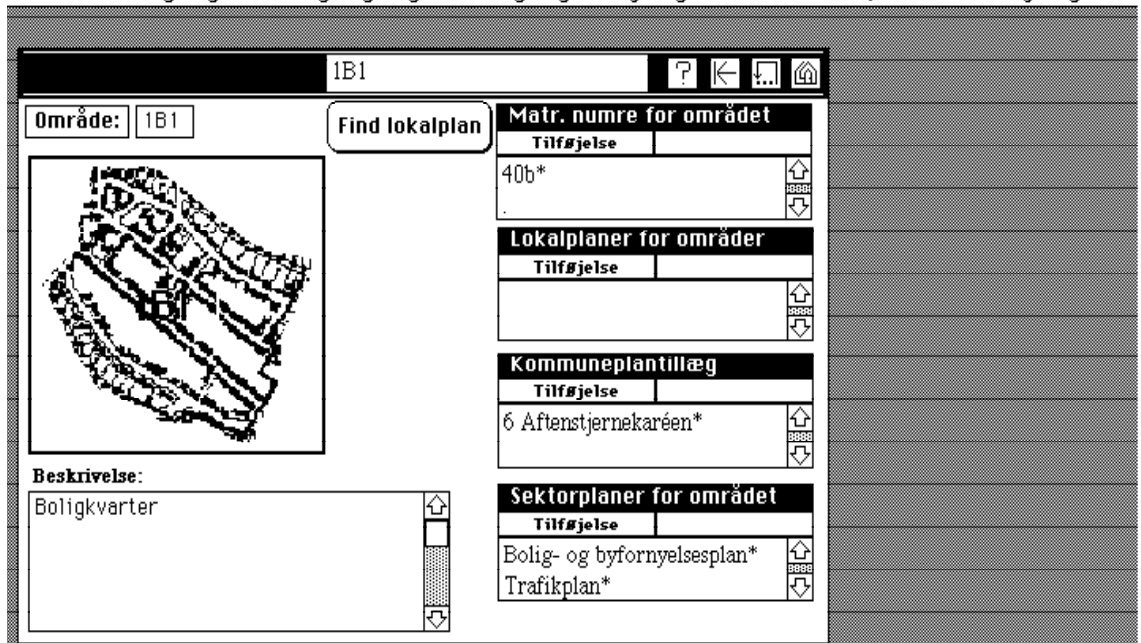 1B1
?
Område: 1B1
Find lokalplan
1B1
Beskrivelse:
Boligkvarter
Matr. numre for området
Tilføjelse
40b*
.
Lokalplaner for områder
Tilføjelse
Kommuneplantillæg
Tilføjelse
6 Aftenstjernekaréen*
Sektorplaner for området
Tilføjelse
Bolig- og byfornyelsesplan*
Trafikplan*